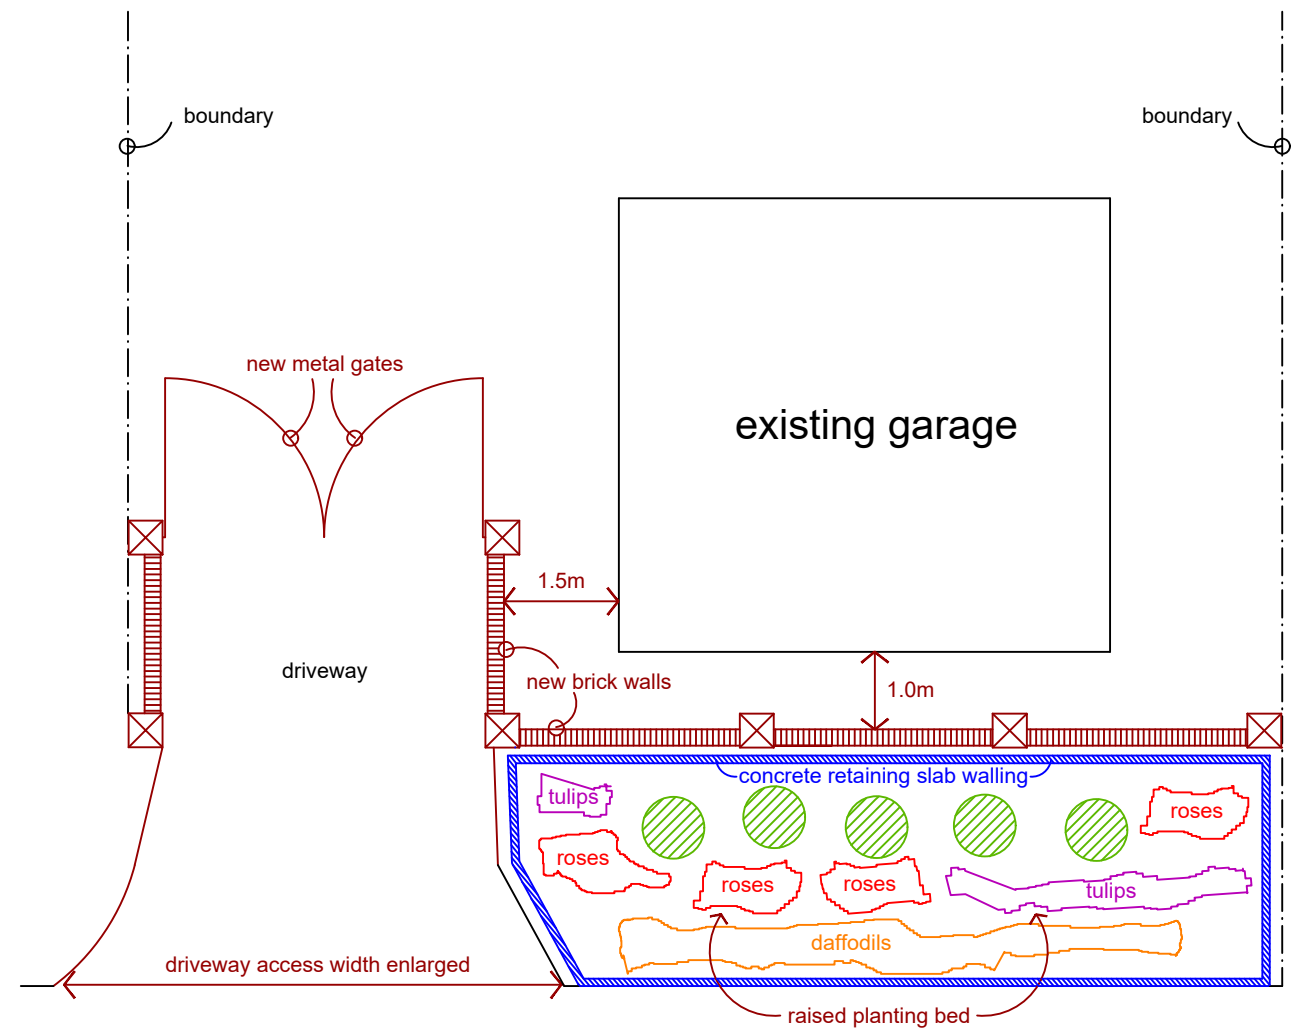 boundary
boundary
new metal gates
existing garage
1.5m
driveway
new brick walls
1.0m
concrete retaining slab walling
tulips
roses
roses
roses
roses
tulips
daffodils
driveway access width enlarged
raised planting bed